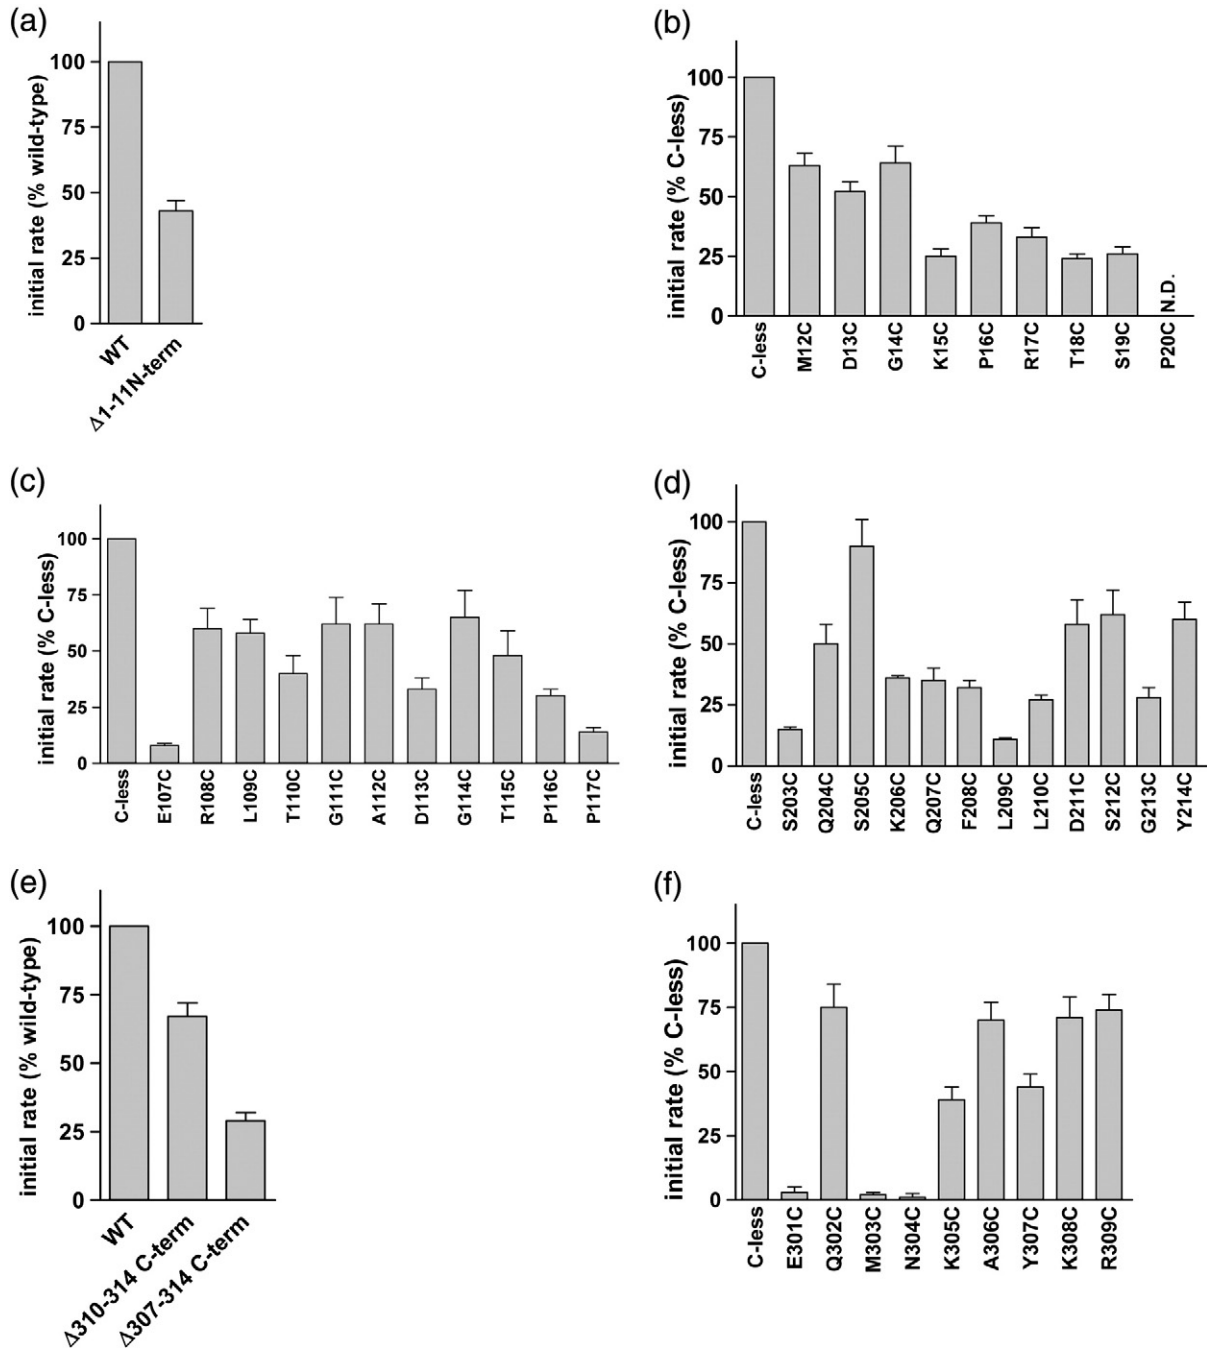 (a)
initial rate (% wild-type)
100
75
50
25
0
WT
Δ1-11N-term
(b)
initial rate (% C-less)
100
75
50
25
0
C-less
M12C
D13C
G14C
K15C
P16C
R17C
T18C
S19C
P20C
N.D.
(c)
initial rate (% C-less)
100
75
50
25
0
C-less
E107C
R108C
L109C
T110C
G111C
A112C
D113C
G114C
T115C
P116C
P117C
(d)
initial rate (% C-less)
100
75
50
25
0
C-less
S203C
Q204C
S205C
K206C
Q207C
F208C
L209C
L210C
D211C
S212C
G213C
Y214C
(e)
initial rate (% wild-type)
100
75
50
25
0
WT
Δ310-314 C-term
Δ307-314 C-term
(f)
initial rate (% C-less)
100
75
50
25
0
C-less
E301C
Q302C
M303C
N304C
K305C
A306C
Y307C
K308C
R309C